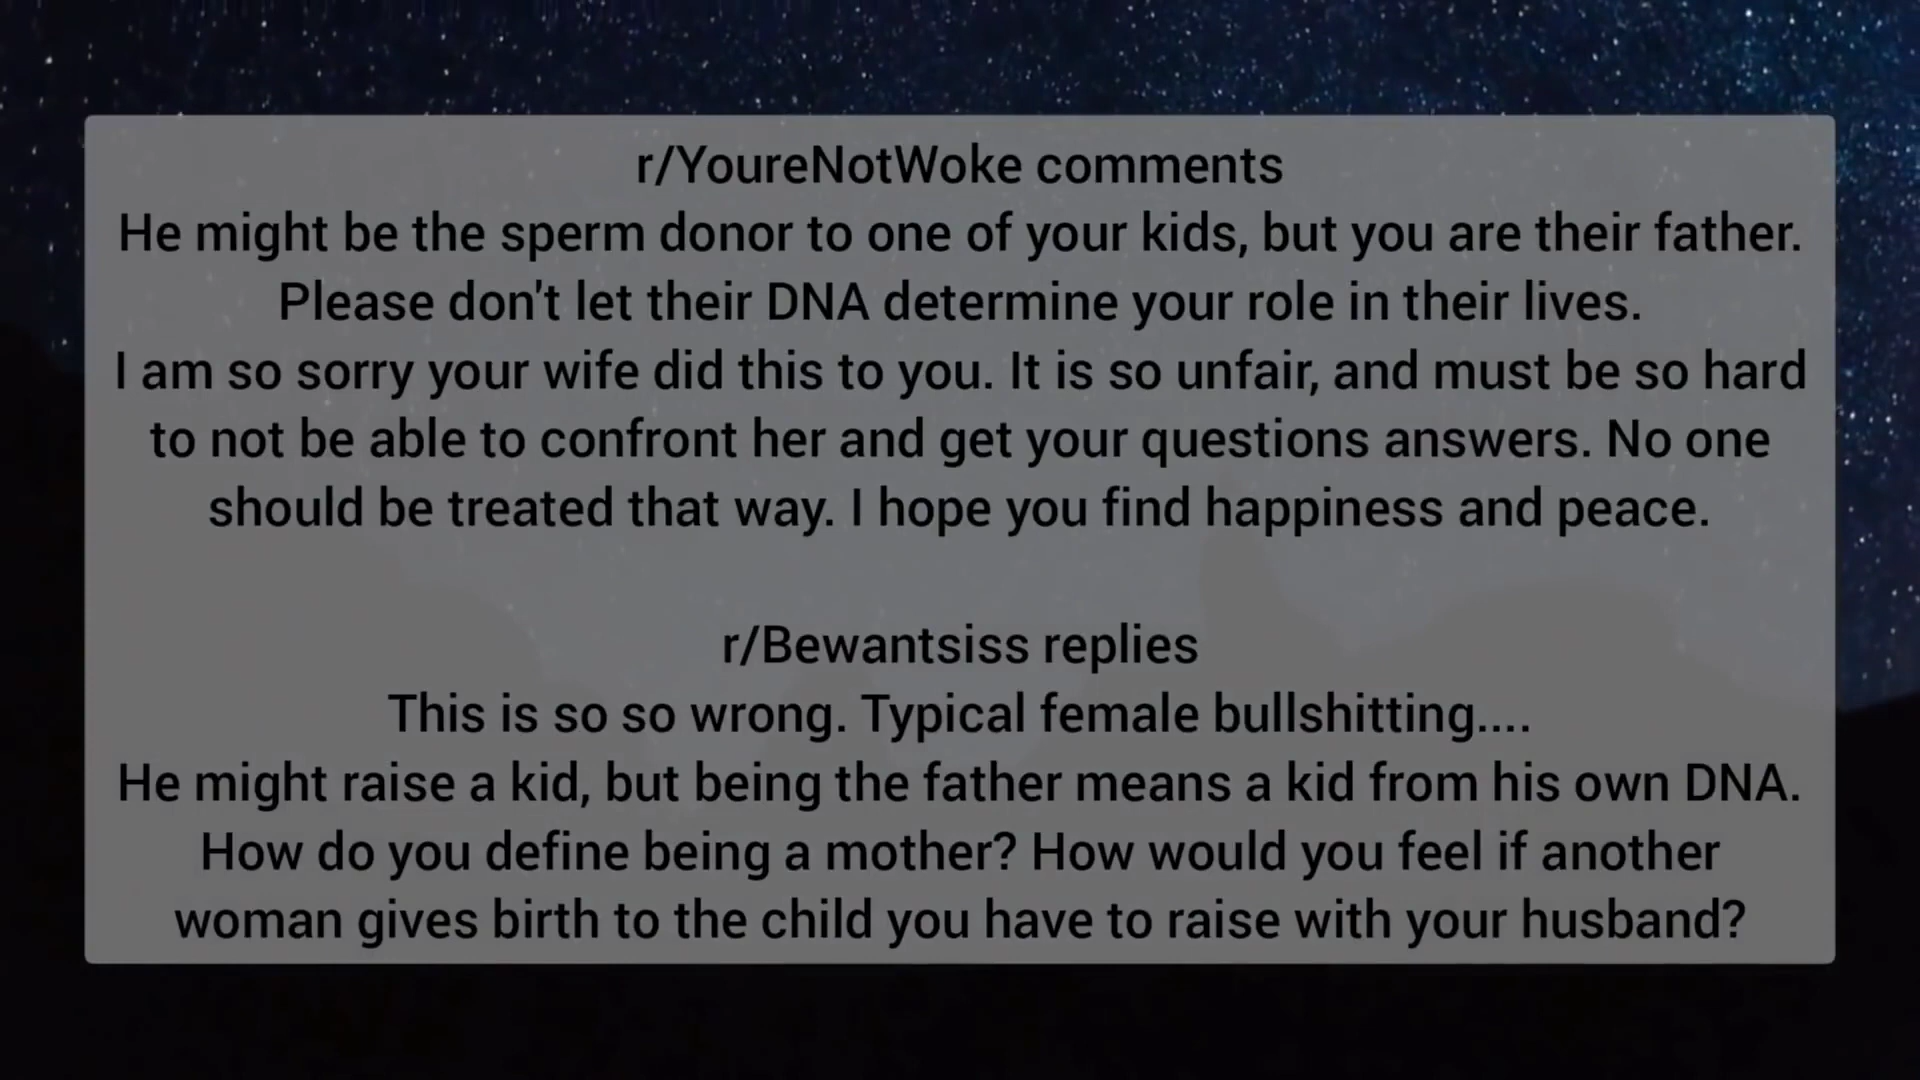 r/YoureNotWoke comments
He might be the sperm donor to one of your kids, but you are their father.
Please don't let their DNA determine your role in their lives.
I am so sorry your wife did this to you. It is so unfair, and must be so hard
to not be able to confront her and get your questions answers. No one
should be treated that way. I hope you find happiness and peace.
r/Bewantsiss replies
This is so so wrong. Typical female bullshitting....
He might raise a kid, but being the father means a kid from his own DNA.
How do you define being a mother? How would you feel if another
woman gives birth to the child you have to raise with your husband?